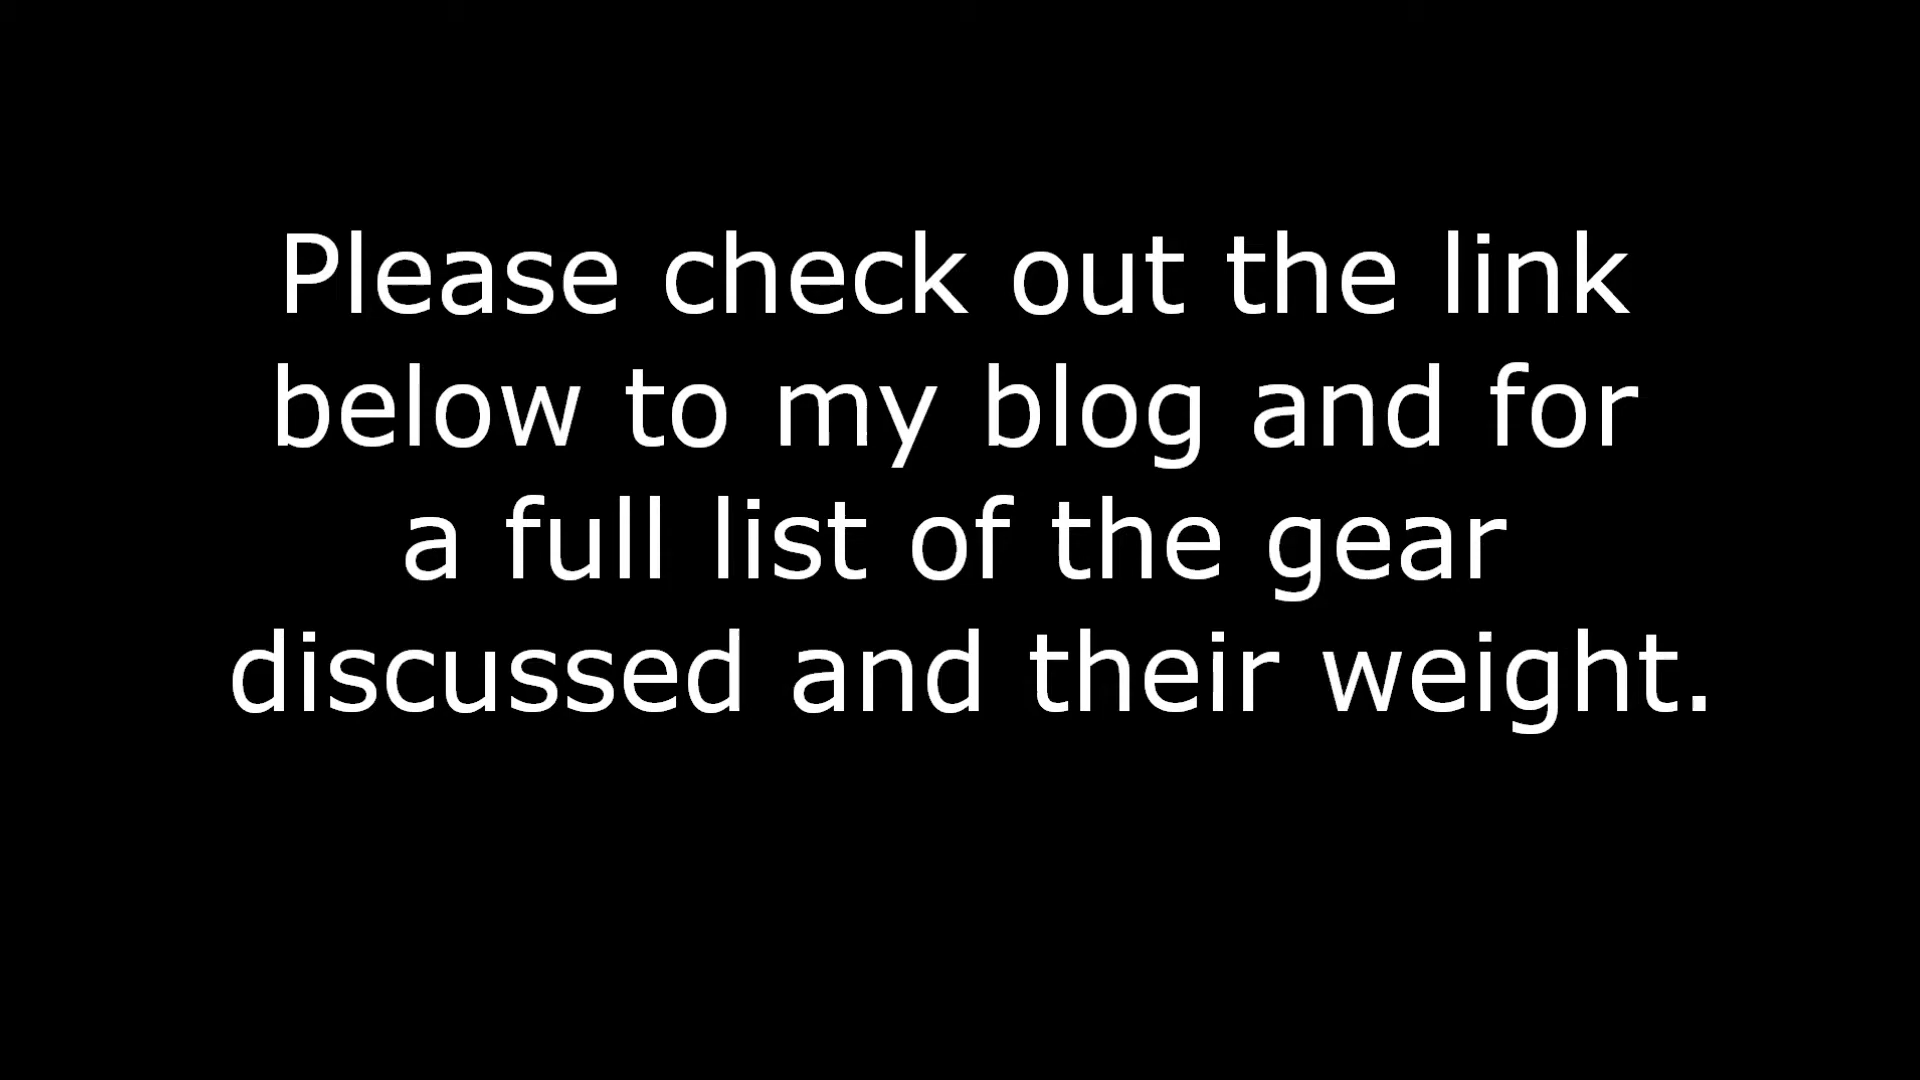 Please check out the link
below to my blog and for
a full list of the gear
discussed and their weight.